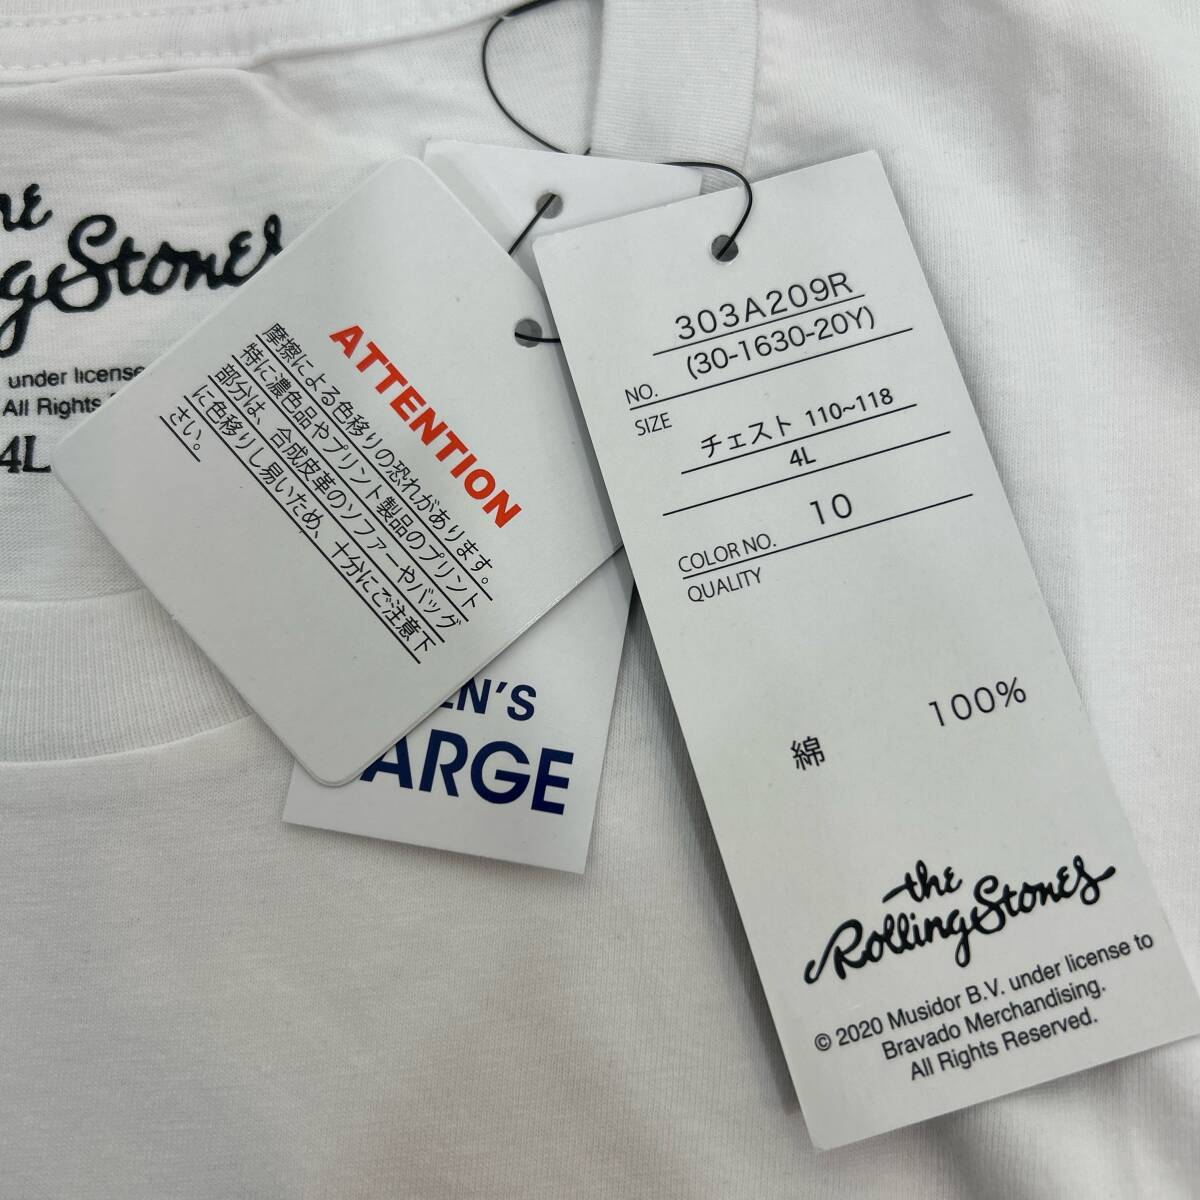 Rolling Stones
under license
All Rights
4L
ATTENTION
摩擦による色移りの恐れがあります。
特に濃色品やプリント製品のプリント
部分は、合成皮革のソファーやバッグ
に色移りし易いため、十分にご注意下
さい。
EN'S
ARGE
303A209R
NO. (30-1630-20Y)
SIZE チェスト 110~118
4L
10
COLOR NO.
QUALITY
綿 100%
the
Rolling Stones
© 2020 Musidor B.V. under license to
Bravado Merchandising.
All Rights Reserved.